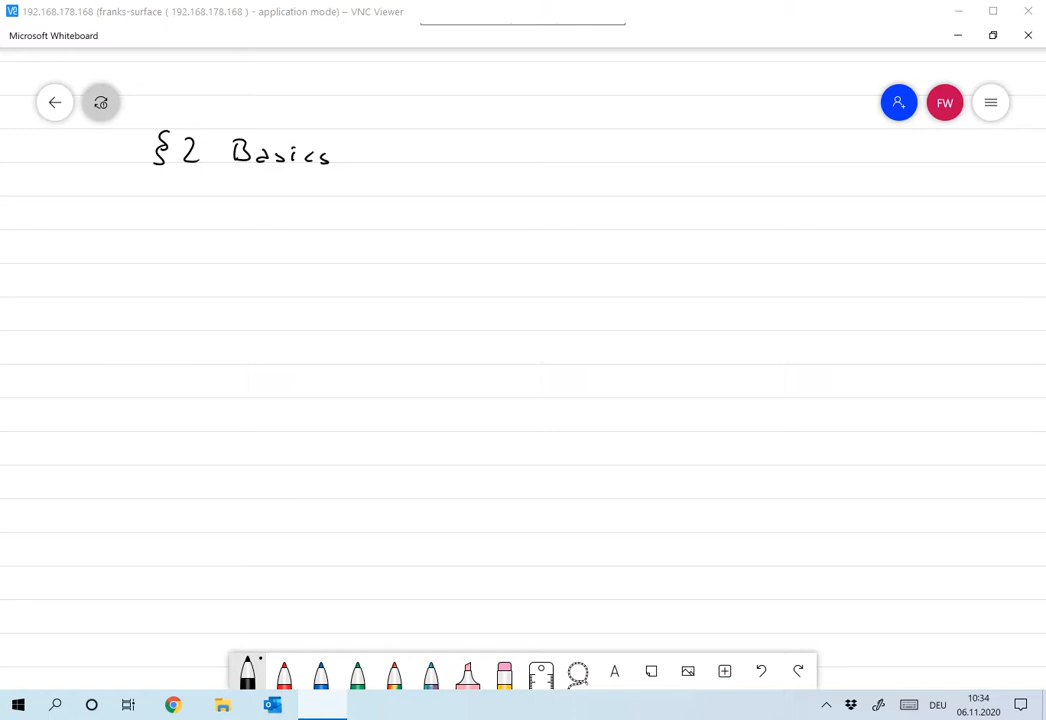 192.168.178.168 (franks-surface ( 192.168.178.168 ) - application mode) – VNC Viewer
Microsoft Whiteboard
FW
§ 2 Basics
A
DEU
10:34
06.11.2020